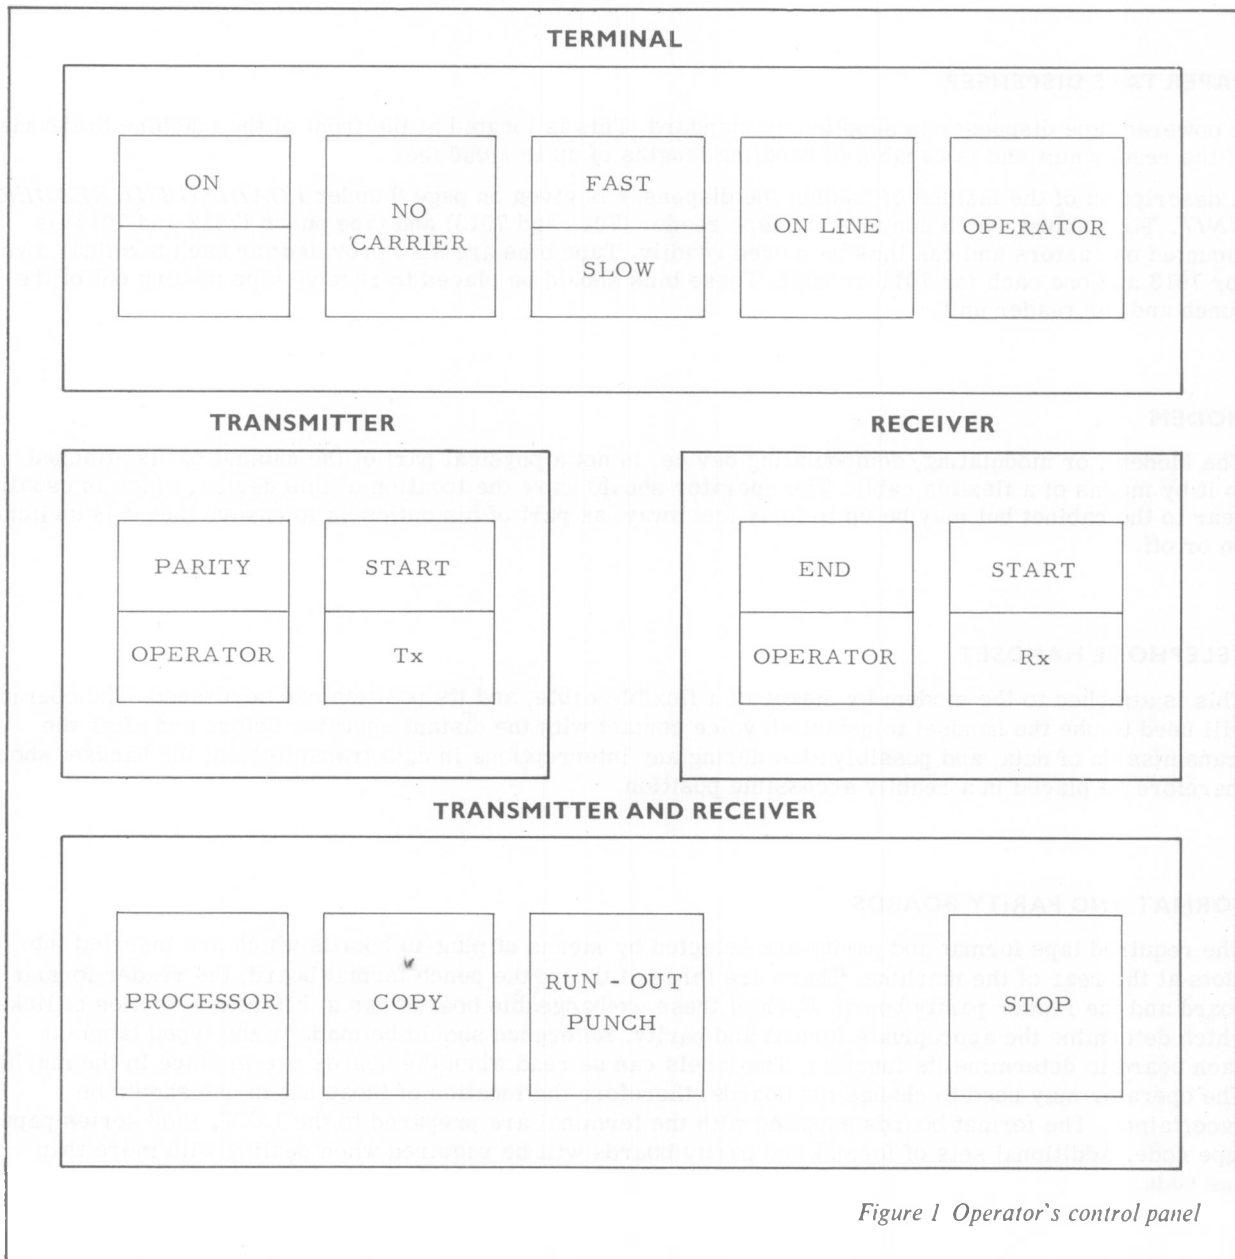 TERMINAL
ON
NO
CARRIER
FAST
SLOW
ON LINE
OPERATOR
TRANSMITTER
RECEIVER
PARITY
START
OPERATOR
Tx
END
START
OPERATOR
Rx
TRANSMITTER AND RECEIVER
PROCESSOR
COPY
RUN - OUT
PUNCH
STOP
Figure 1 Operator's control panel